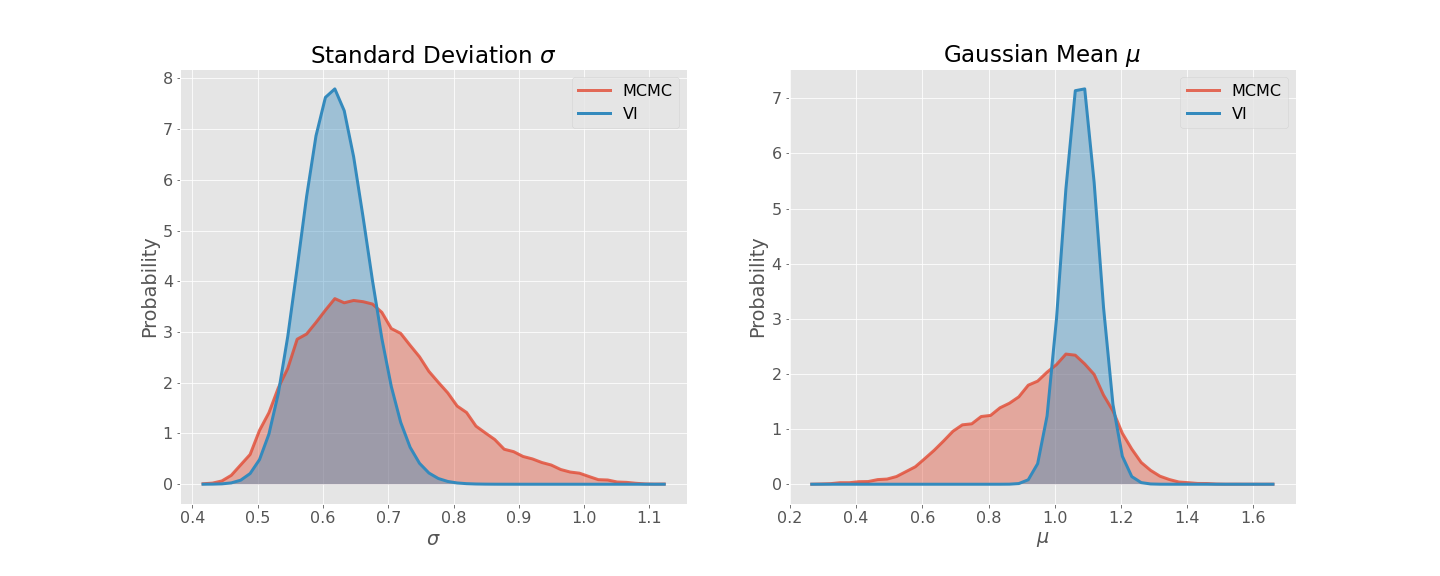 Standard Deviation σ
MCMC
VI
Probability
8
7
6
5
4
3
2
1
0
0.4 0.5 0.6 0.7 0.8 0.9 1.0 1.1
σ
Gaussian Mean μ
MCMC
VI
Probability
7
6
5
4
3
2
1
0
0.2 0.4 0.6 0.8 1.0 1.2 1.4 1.6
μ